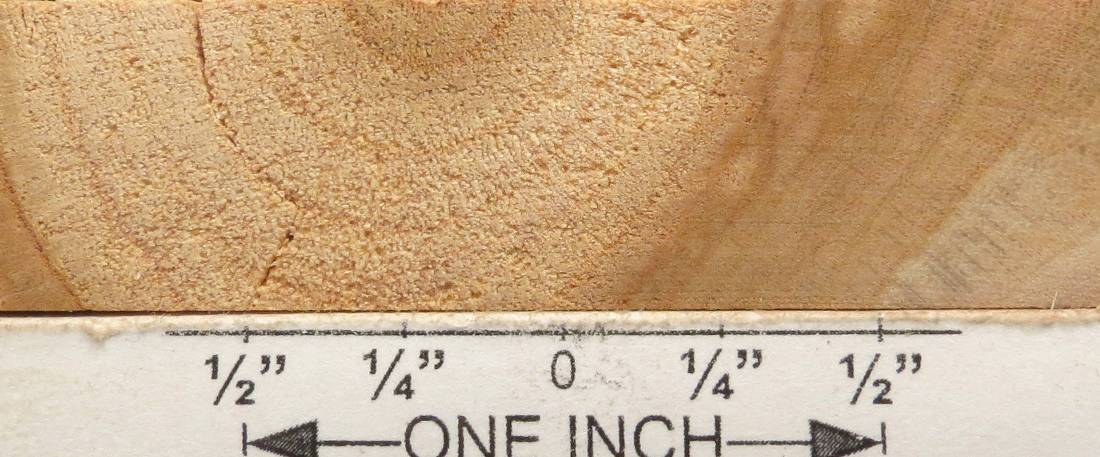 ½” ¼” 0 ¼” ½”
ONE INCH